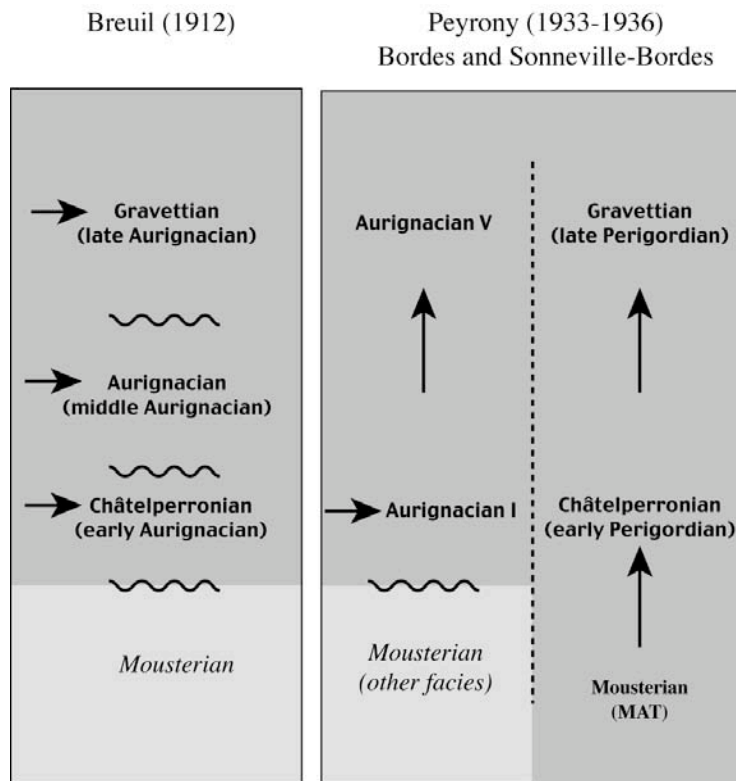 Breuil (1912)
Peyrony (1933-1936)
Bordes and Sonneville-Bordes
Gravettian
(late Aurignacian)
Aurignacian
(middle Aurignacian)
Châtelperronian
(early Aurignacian)
Mousterian
Aurignacian V
Aurignacian I
Mousterian
(other facies)
Gravettian
(late Perigordian)
Châtelperronian
(early Perigordian)
Mousterian
(MAT)